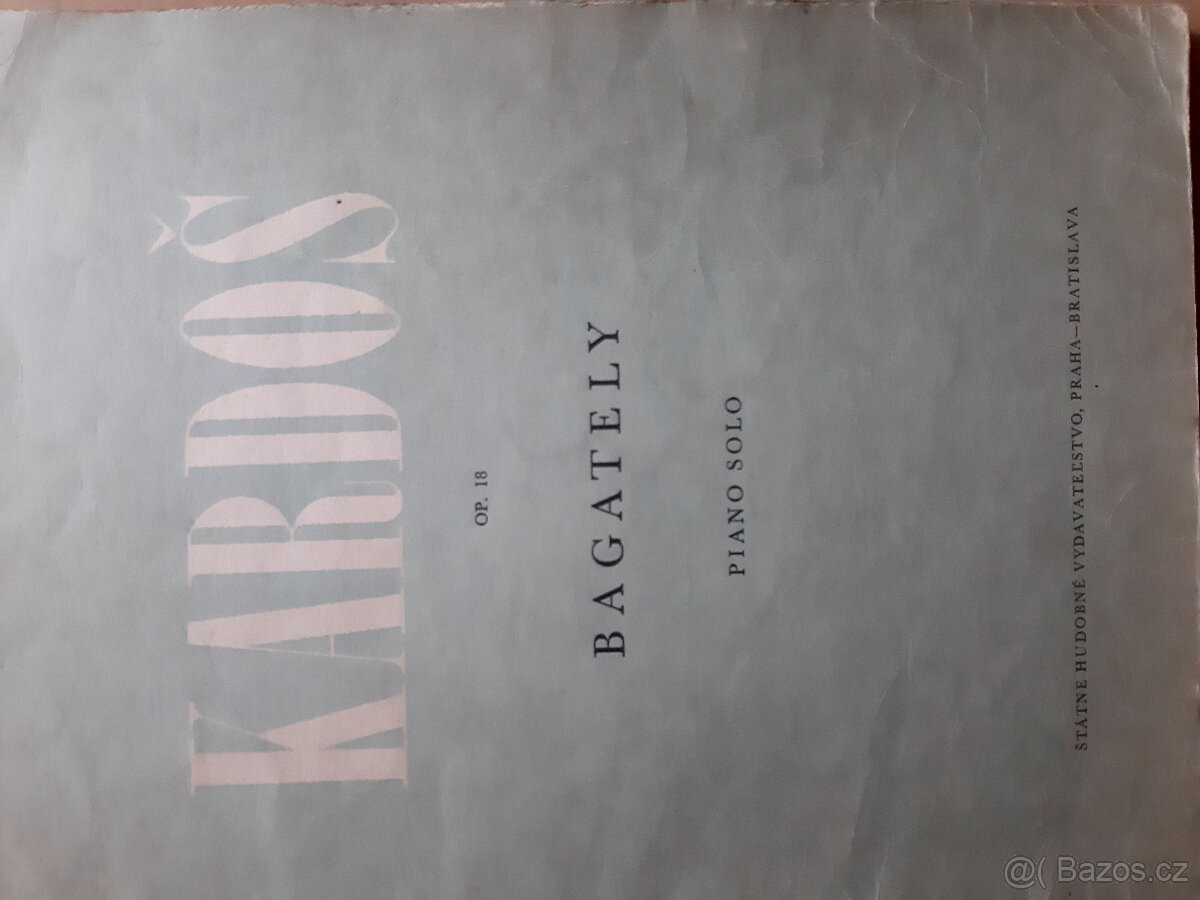 KARDOŠ
OP. 18
BAGATELY
PIANO SOLO
ŠTÁTNE HUDOBNÉ VYDAVATEĽSTVO, PRAHA—BRATISLAVA
@( Bazos.cz